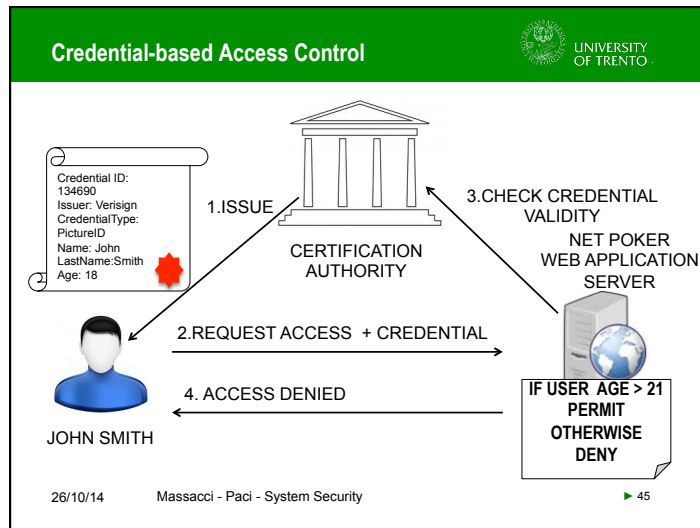 Credential-based Access Control
UNIVERSITY
OF TRENTO
Credential ID:
134690
Issuer: Verisign
CredentialType:
PictureID
Name: John
LastName:Smith
Age: 18
1.ISSUE
CERTIFICATION
AUTHORITY
3.CHECK CREDENTIAL
VALIDITY
NET POKER
WEB APPLICATION
SERVER
2.REQUEST ACCESS + CREDENTIAL
4. ACCESS DENIED
JOHN SMITH
IF USER AGE > 21
PERMIT
OTHERWISE
DENY
26/10/14
Massacci - Paci - System Security
► 45